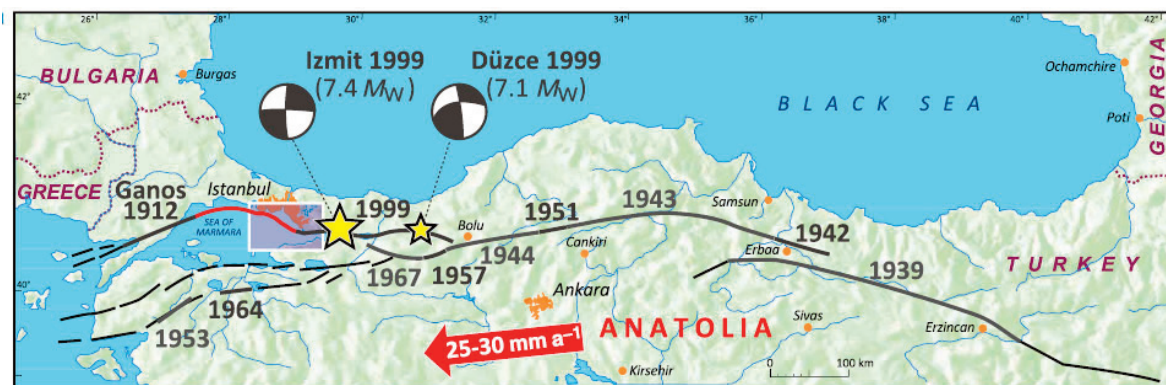 26°
28°
30°
32°
34°
36°
38°
40°
42°
Izmit 1999
(7.4 MW)
Düzce 1999
(7.1 MW)
BULGARIA
Burgas
42°
BLACK SEA
Ochamchire
Poti
GEORGIA
GREECE
Ganos
1912
Istanbul
SEA OF
MARMARA
1999
Bolu
1951
1943
Samsun
1942
Erbaa
1944
Cankiri
1967
1957
1939
TURKEY
40°
1964
1953
Ankara
ANATOLIA
25-30 mm a⁻¹
Sivas
Erzincan
Kirsehir
0
100 km